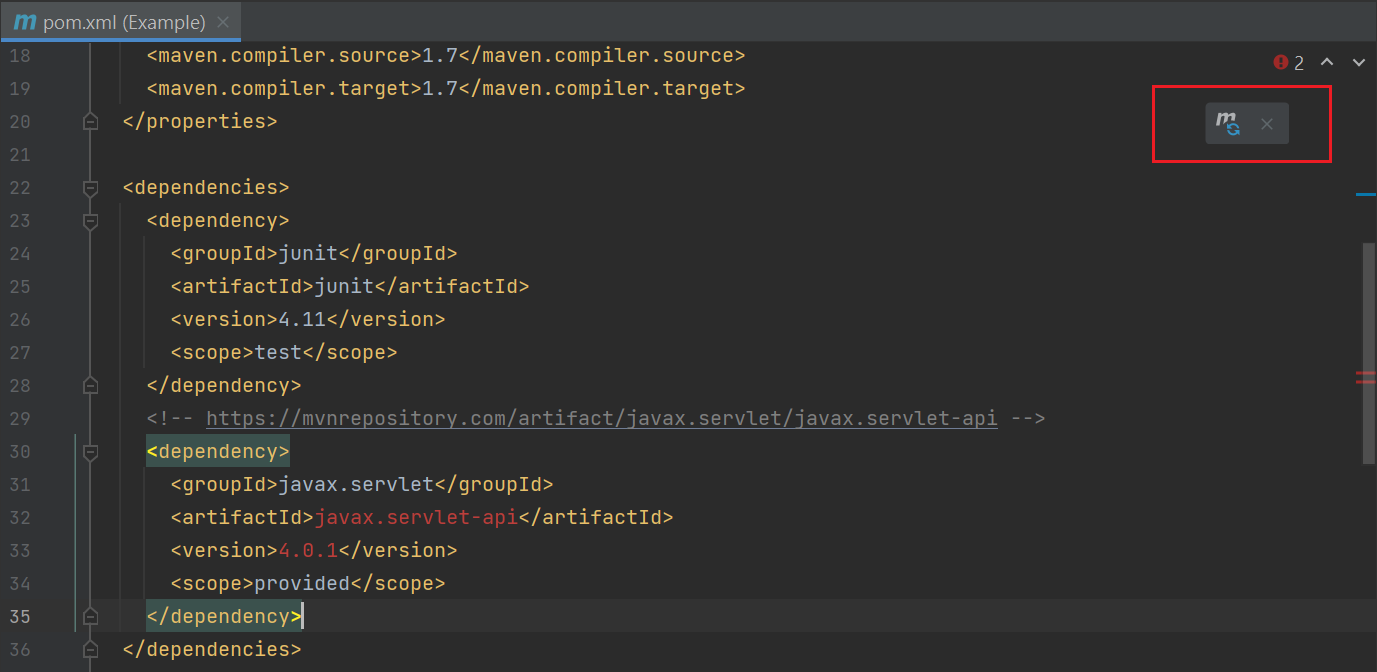 m pom.xml (Example)
2
m
18 <maven.compiler.source>1.7</maven.compiler.source>
19 <maven.compiler.target>1.7</maven.compiler.target>
20 </properties>
21
22 <dependencies>
23 <dependency>
24 <groupId>junit</groupId>
25 <artifactId>junit</artifactId>
26 <version>4.11</version>
27 <scope>test</scope>
28 </dependency>
29 <!-- https://mvnrepository.com/artifact/javax.servlet/javax.servlet-api -->
30 <dependency>
31 <groupId>javax.servlet</groupId>
32 <artifactId>javax.servlet-api</artifactId>
33 <version>4.0.1</version>
34 <scope>provided</scope>
35 </dependency>
36 </dependencies>